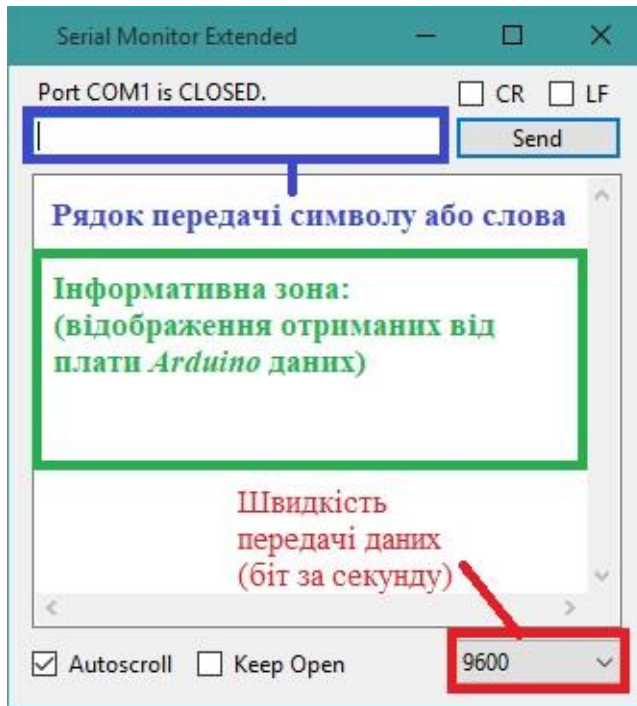 Serial Monitor Extended
Port COM1 is CLOSED.
CR
LF
Send
Рядок передачі символу або слова
Інформативна зона:
(відображення отриманих від
плати Arduino даних)
Швидкість
передачі даних
(біт за секунду)
Autoscroll
Keep Open
9600